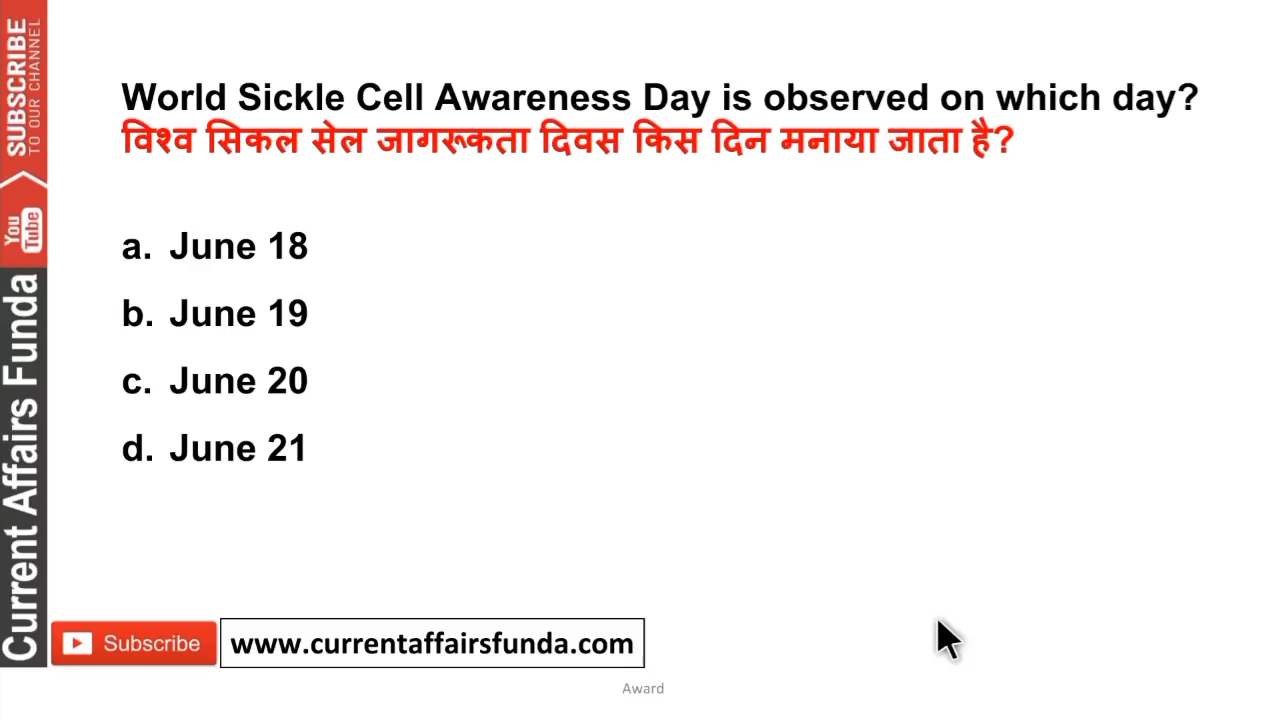 World Sickle Cell Awareness Day is observed on which day?
विश्व सिकल सेल जागरूकता दिवस किस दिन मनाया जाता है?
a. June 18
b. June 19
c. June 20
d. June 21
SUBSCRIBE
TO OUR CHANNEL
You
Tube
Current Affairs Funda
Subscribe
www.currentaffairsfunda.com
Award